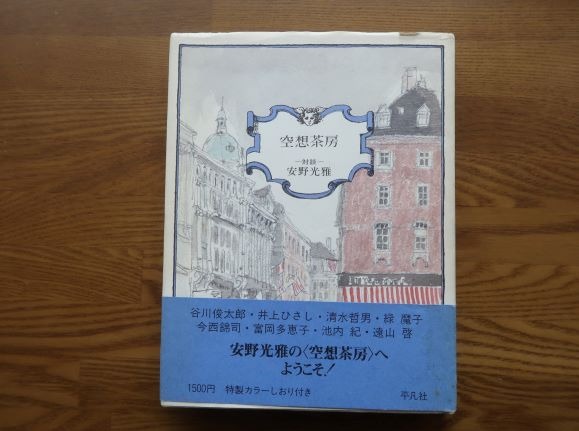 空想茶房
―対談―
安野光雅
谷川俊太郎・井上ひさし・清水哲男・緑 魔子
今西錦司・富岡多恵子・池内 紀・遠山 啓
安野光雅の〈空想茶房〉へ
ようこそ！
1500円 特製カラーしおり付き 平凡社